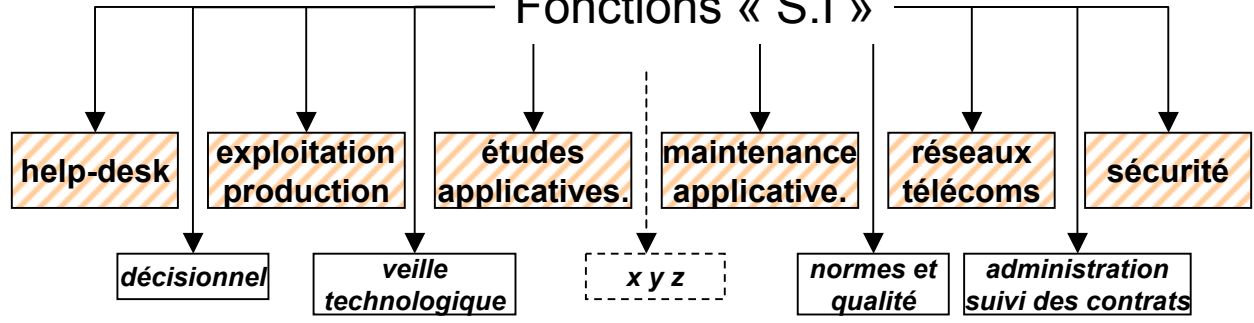 Fonctions « S.I »
help-desk
exploitation
production
études
applicatives.
maintenance
applicative.
réseaux
télécoms
sécurité
décisionnel
veille
technologique
x y z
normes et
qualité
administration
suivi des contrats